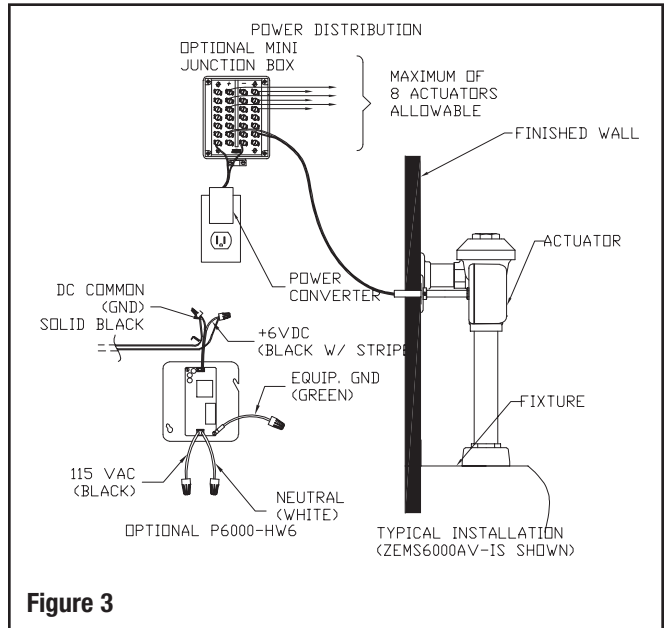 POWER DISTRIBUTION
OPTIONAL MINI
JUNCTION BOX
+ -
MAXIMUM OF
8 ACTUATORS
ALLOWABLE
FINISHED WALL
ACTUATOR
POWER
CONVERTER
DC COMMON
(GND)
SOLID BLACK
+6VDC
(BLACK W/ STRIPE
EQUIP. GND
(GREEN)
FIXTURE
115 VAC
(BLACK)
NEUTRAL
(WHITE)
OPTIONAL P6000-HW6
TYPICAL INSTALLATION
(ZEMS6000AV-IS SHOWN)
Figure 3